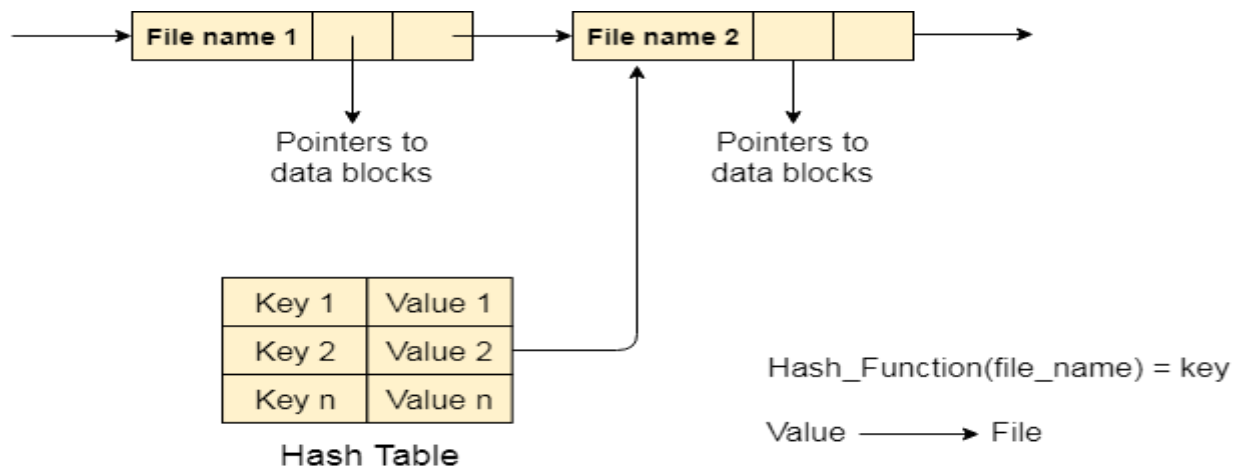 File name 1
File name 2
Pointers to
data blocks
Pointers to
data blocks
Key 1 Value 1
Key 2 Value 2
Key n Value n
Hash Table
Hash_Function(file_name) = key
Value File